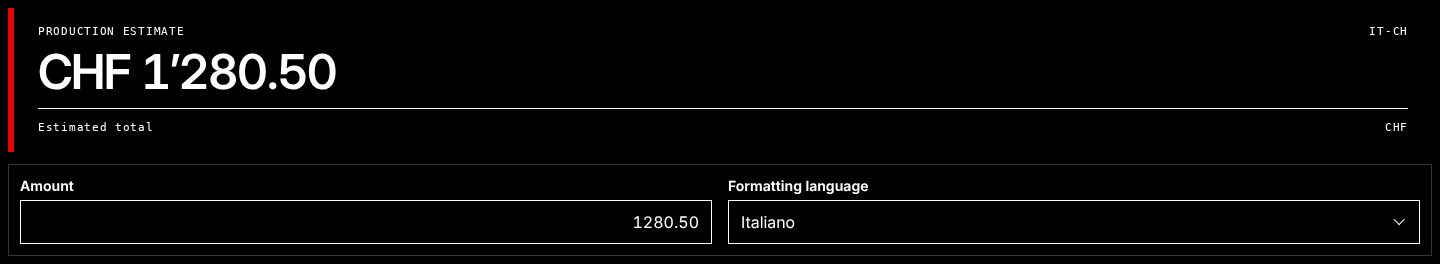 PRODUCTION ESTIMATE
IT-CH
CHF 1’280.50
Estimated total
CHF
Amount
Formatting language
1280.50
Italiano